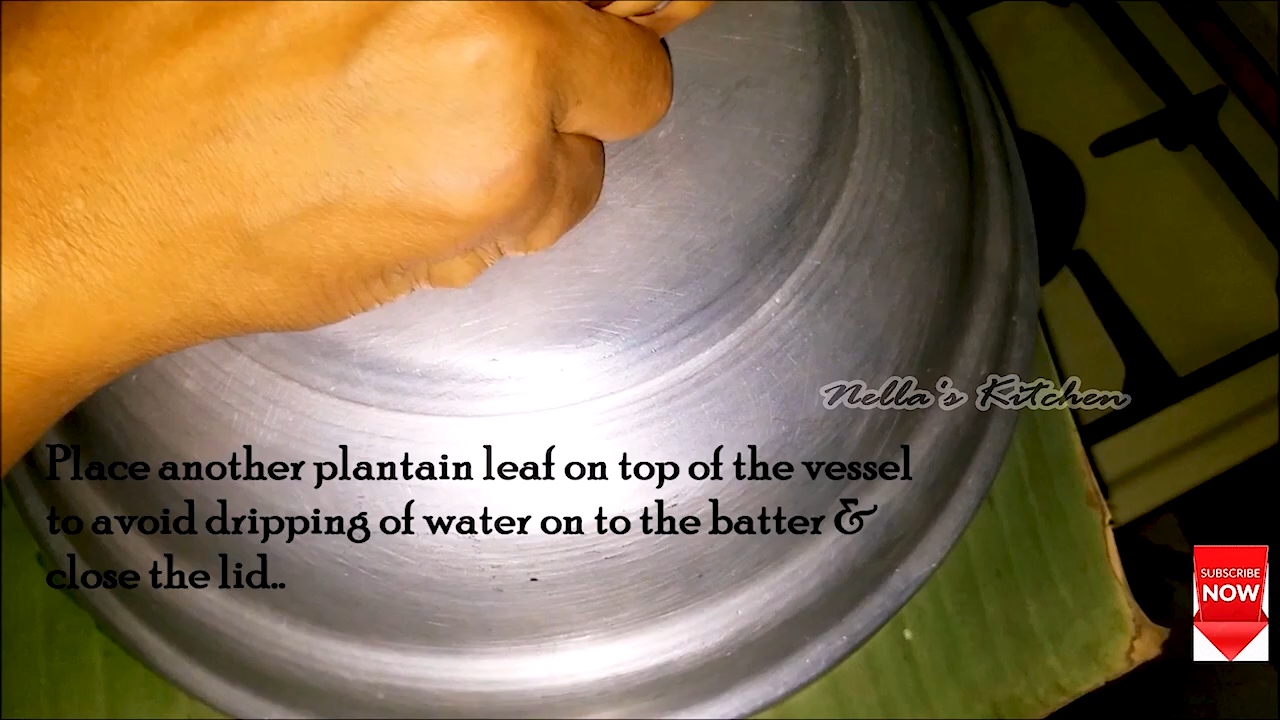 Nella's Kitchen
Place another plantain leaf on top of the vessel
to avoid dripping of water on to the batter &
close the lid..
SUBSCRIBE
NOW